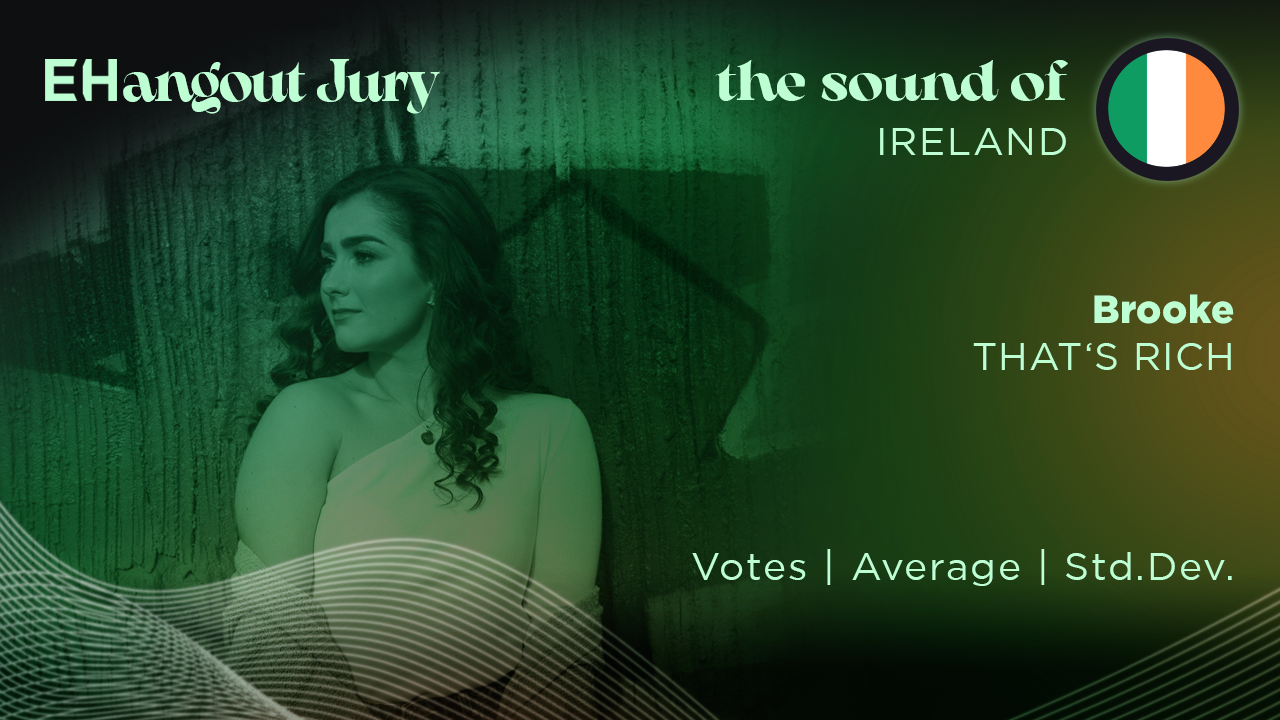 EHangout Jury
the sound of
IRELAND
Brooke
THAT‘S RICH
Votes | Average | Std.Dev.